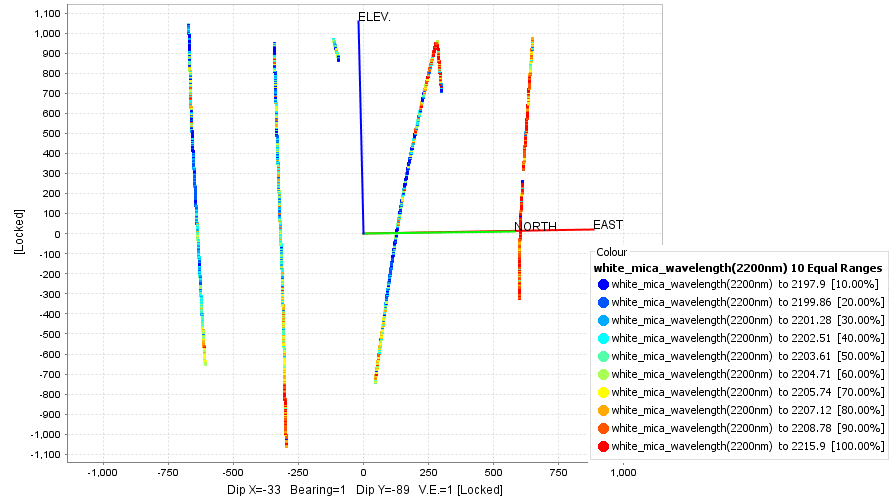 1,100
1,000
900
800
700
600
500
400
300
200
100
0
-100
-200
-300
-400
-500
-600
-700
-800
-900
-1,000
-1,100
[Locked]
ELEV.
NORTH
EAST
-1,000 -750 -500 -250 0 250 500 750 1,000
Dip X=-33 Bearing=1 Dip Y=-89 V.E.=1 [Locked]
Colour
white_mica_wavelength(2200nm) 10 Equal Ranges
white_mica_wavelength(2200nm) to 2197.9 [10.00%]
white_mica_wavelength(2200nm) to 2199.86 [20.00%]
white_mica_wavelength(2200nm) to 2201.28 [30.00%]
white_mica_wavelength(2200nm) to 2202.51 [40.00%]
white_mica_wavelength(2200nm) to 2203.61 [50.00%]
white_mica_wavelength(2200nm) to 2204.71 [60.00%]
white_mica_wavelength(2200nm) to 2205.74 [70.00%]
white_mica_wavelength(2200nm) to 2207.12 [80.00%]
white_mica_wavelength(2200nm) to 2208.78 [90.00%]
white_mica_wavelength(2200nm) to 2215.9 [100.00%]